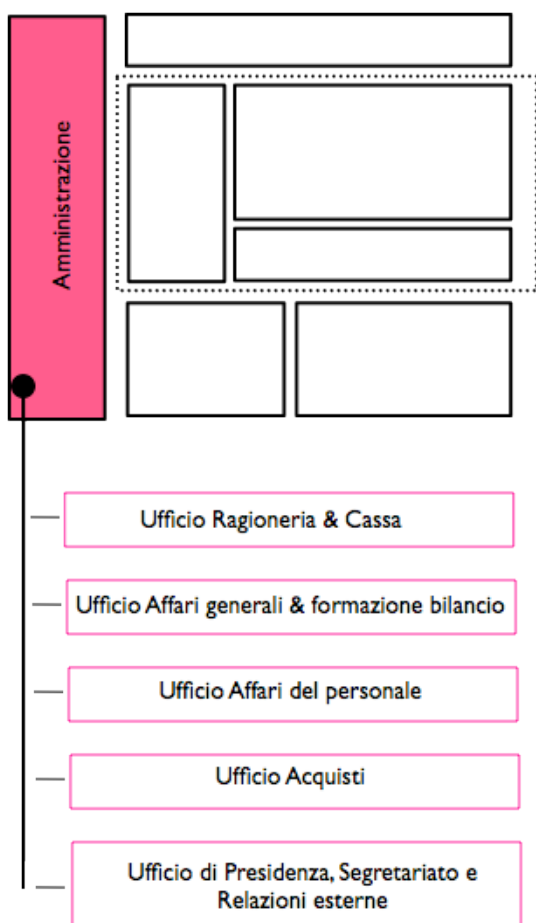 Amministrazione
Ufficio Ragioneria & Cassa
Ufficio Affari generali & formazione bilancio
Ufficio Affari del personale
Ufficio Acquisti
Ufficio di Presidenza, Segretariato e
Relazioni esterne